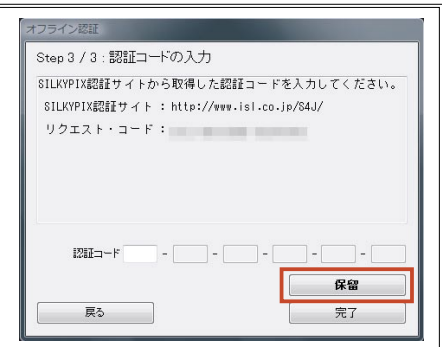 オフライン認証
Step 3 / 3 : 認証コードの入力
SILKYPIX認証サイトから取得した認証コードを入力してください。
SILKYPIX認証サイト : http://www.isl.co.jp/S4J/
リクエスト・コード :
認証コード - - - - -
保留
戻る 完了